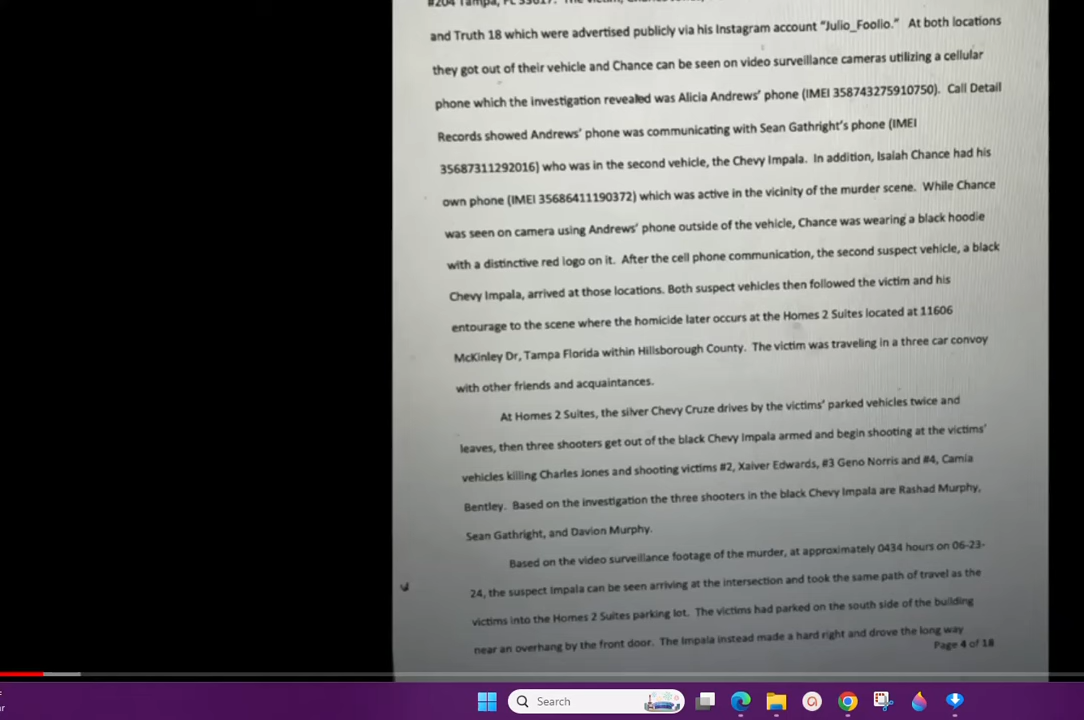 #204 Tampa, FL 33617. The victim,
and Truth 18 which were advertised publicly via his Instagram account “Julio_Foolio.” At both locations
they got out of their vehicle and Chance can be seen on video surveillance cameras utilizing a cellular
phone which the investigation revealed was Alicia Andrews’ phone (IMEI 358743275910750). Call Detail
Records showed Andrews’ phone was communicating with Sean Gathright’s phone (IMEI
35687311292016) who was in the second vehicle, the Chevy Impala. In addition, Isaiah Chance had his
own phone (IMEI 35686411190372) which was active in the vicinity of the murder scene. While Chance
was seen on camera using Andrews’ phone outside of the vehicle, Chance was wearing a black hoodie
with a distinctive red logo on it. After the cell phone communication, the second suspect vehicle, a black
Chevy Impala, arrived at those locations. Both suspect vehicles then followed the victim and his
entourage to the scene where the homicide later occurs at the Homes 2 Suites located at 11606
McKinley Dr, Tampa Florida within Hillsborough County. The victim was traveling in a three car convoy
with other friends and acquaintances.
At Homes 2 Suites, the silver Chevy Cruze drives by the victims’ parked vehicles twice and
leaves, then three shooters get out of the black Chevy Impala armed and begin shooting at the victims’
vehicles killing Charles Jones and shooting victims #2, Xaiver Edwards, #3 Geno Norris and #4, Camia
Bentley. Based on the investigation the three shooters in the black Chevy Impala are Rashad Murphy,
Sean Gathright, and Davion Murphy.
Based on the video surveillance footage of the murder, at approximately 0434 hours on 06-23-
24, the suspect Impala can be seen arriving at the intersection and took the same path of travel as the
victims into the Homes 2 Suites parking lot. The victims had parked on the south side of the building
near an overhang by the front door. The Impala instead made a hard right and drove the long way
Page 4 of 18
Search